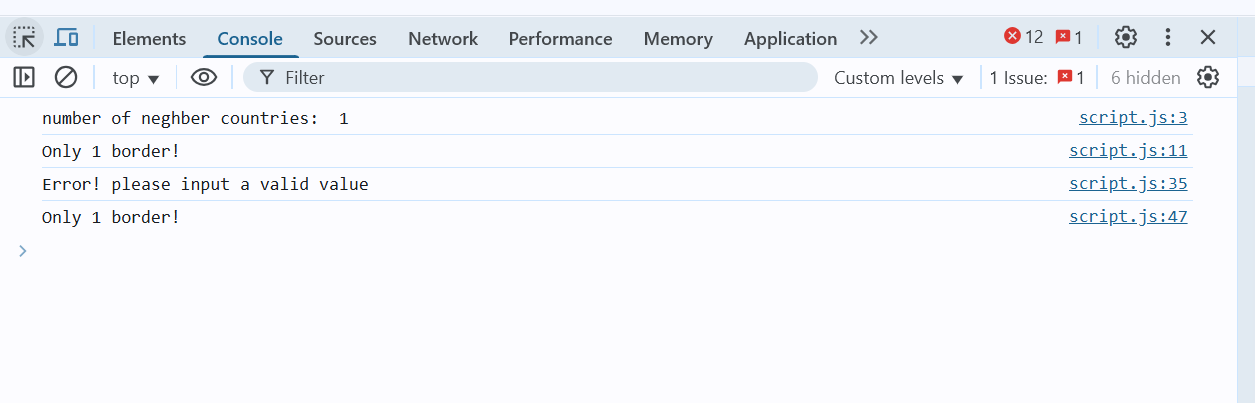 Elements Console Sources Network Performance Memory Application 12 1
top Filter Custom levels 1 Issue: 1 6 hidden
number of neghber countries:  1 script.js:3
Only 1 border! script.js:11
Error! please input a valid value script.js:35
Only 1 border! script.js:47